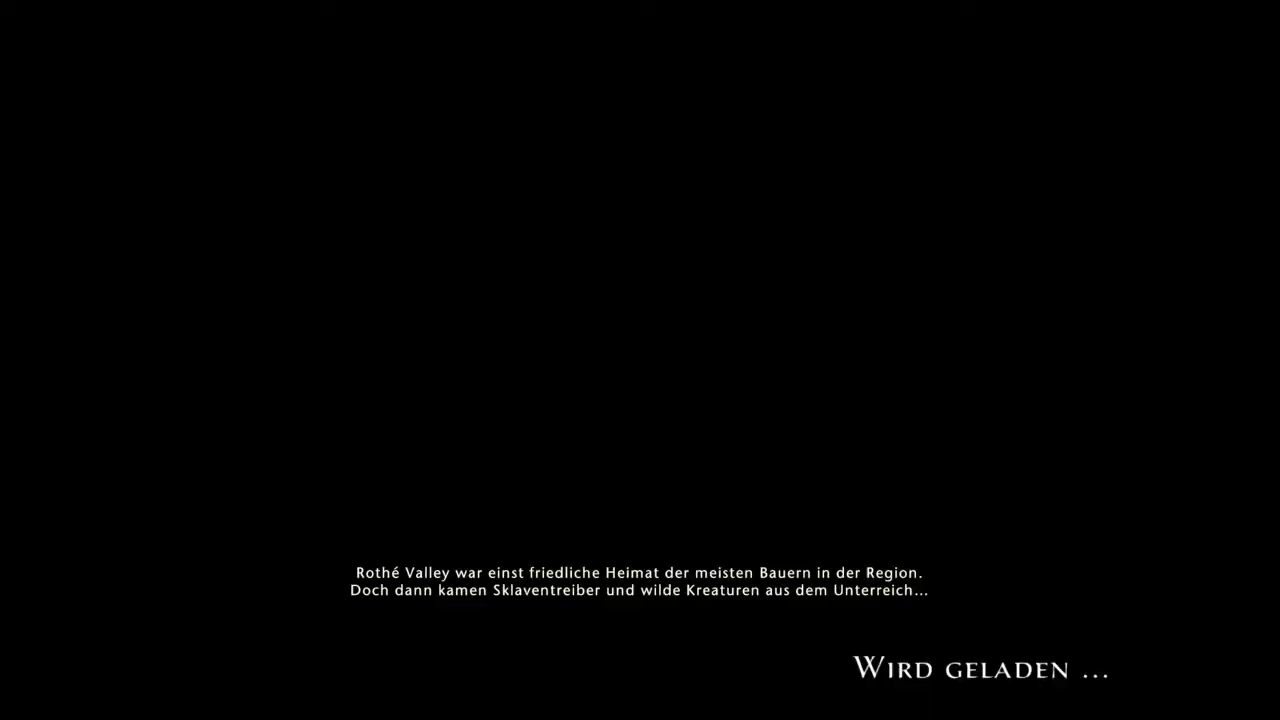 Rothé Valley war einst friedliche Heimat der meisten Bauern in der Region.
Doch dann kamen Sklaventreiber und wilde Kreaturen aus dem Unterreich...
Wird geladen ...